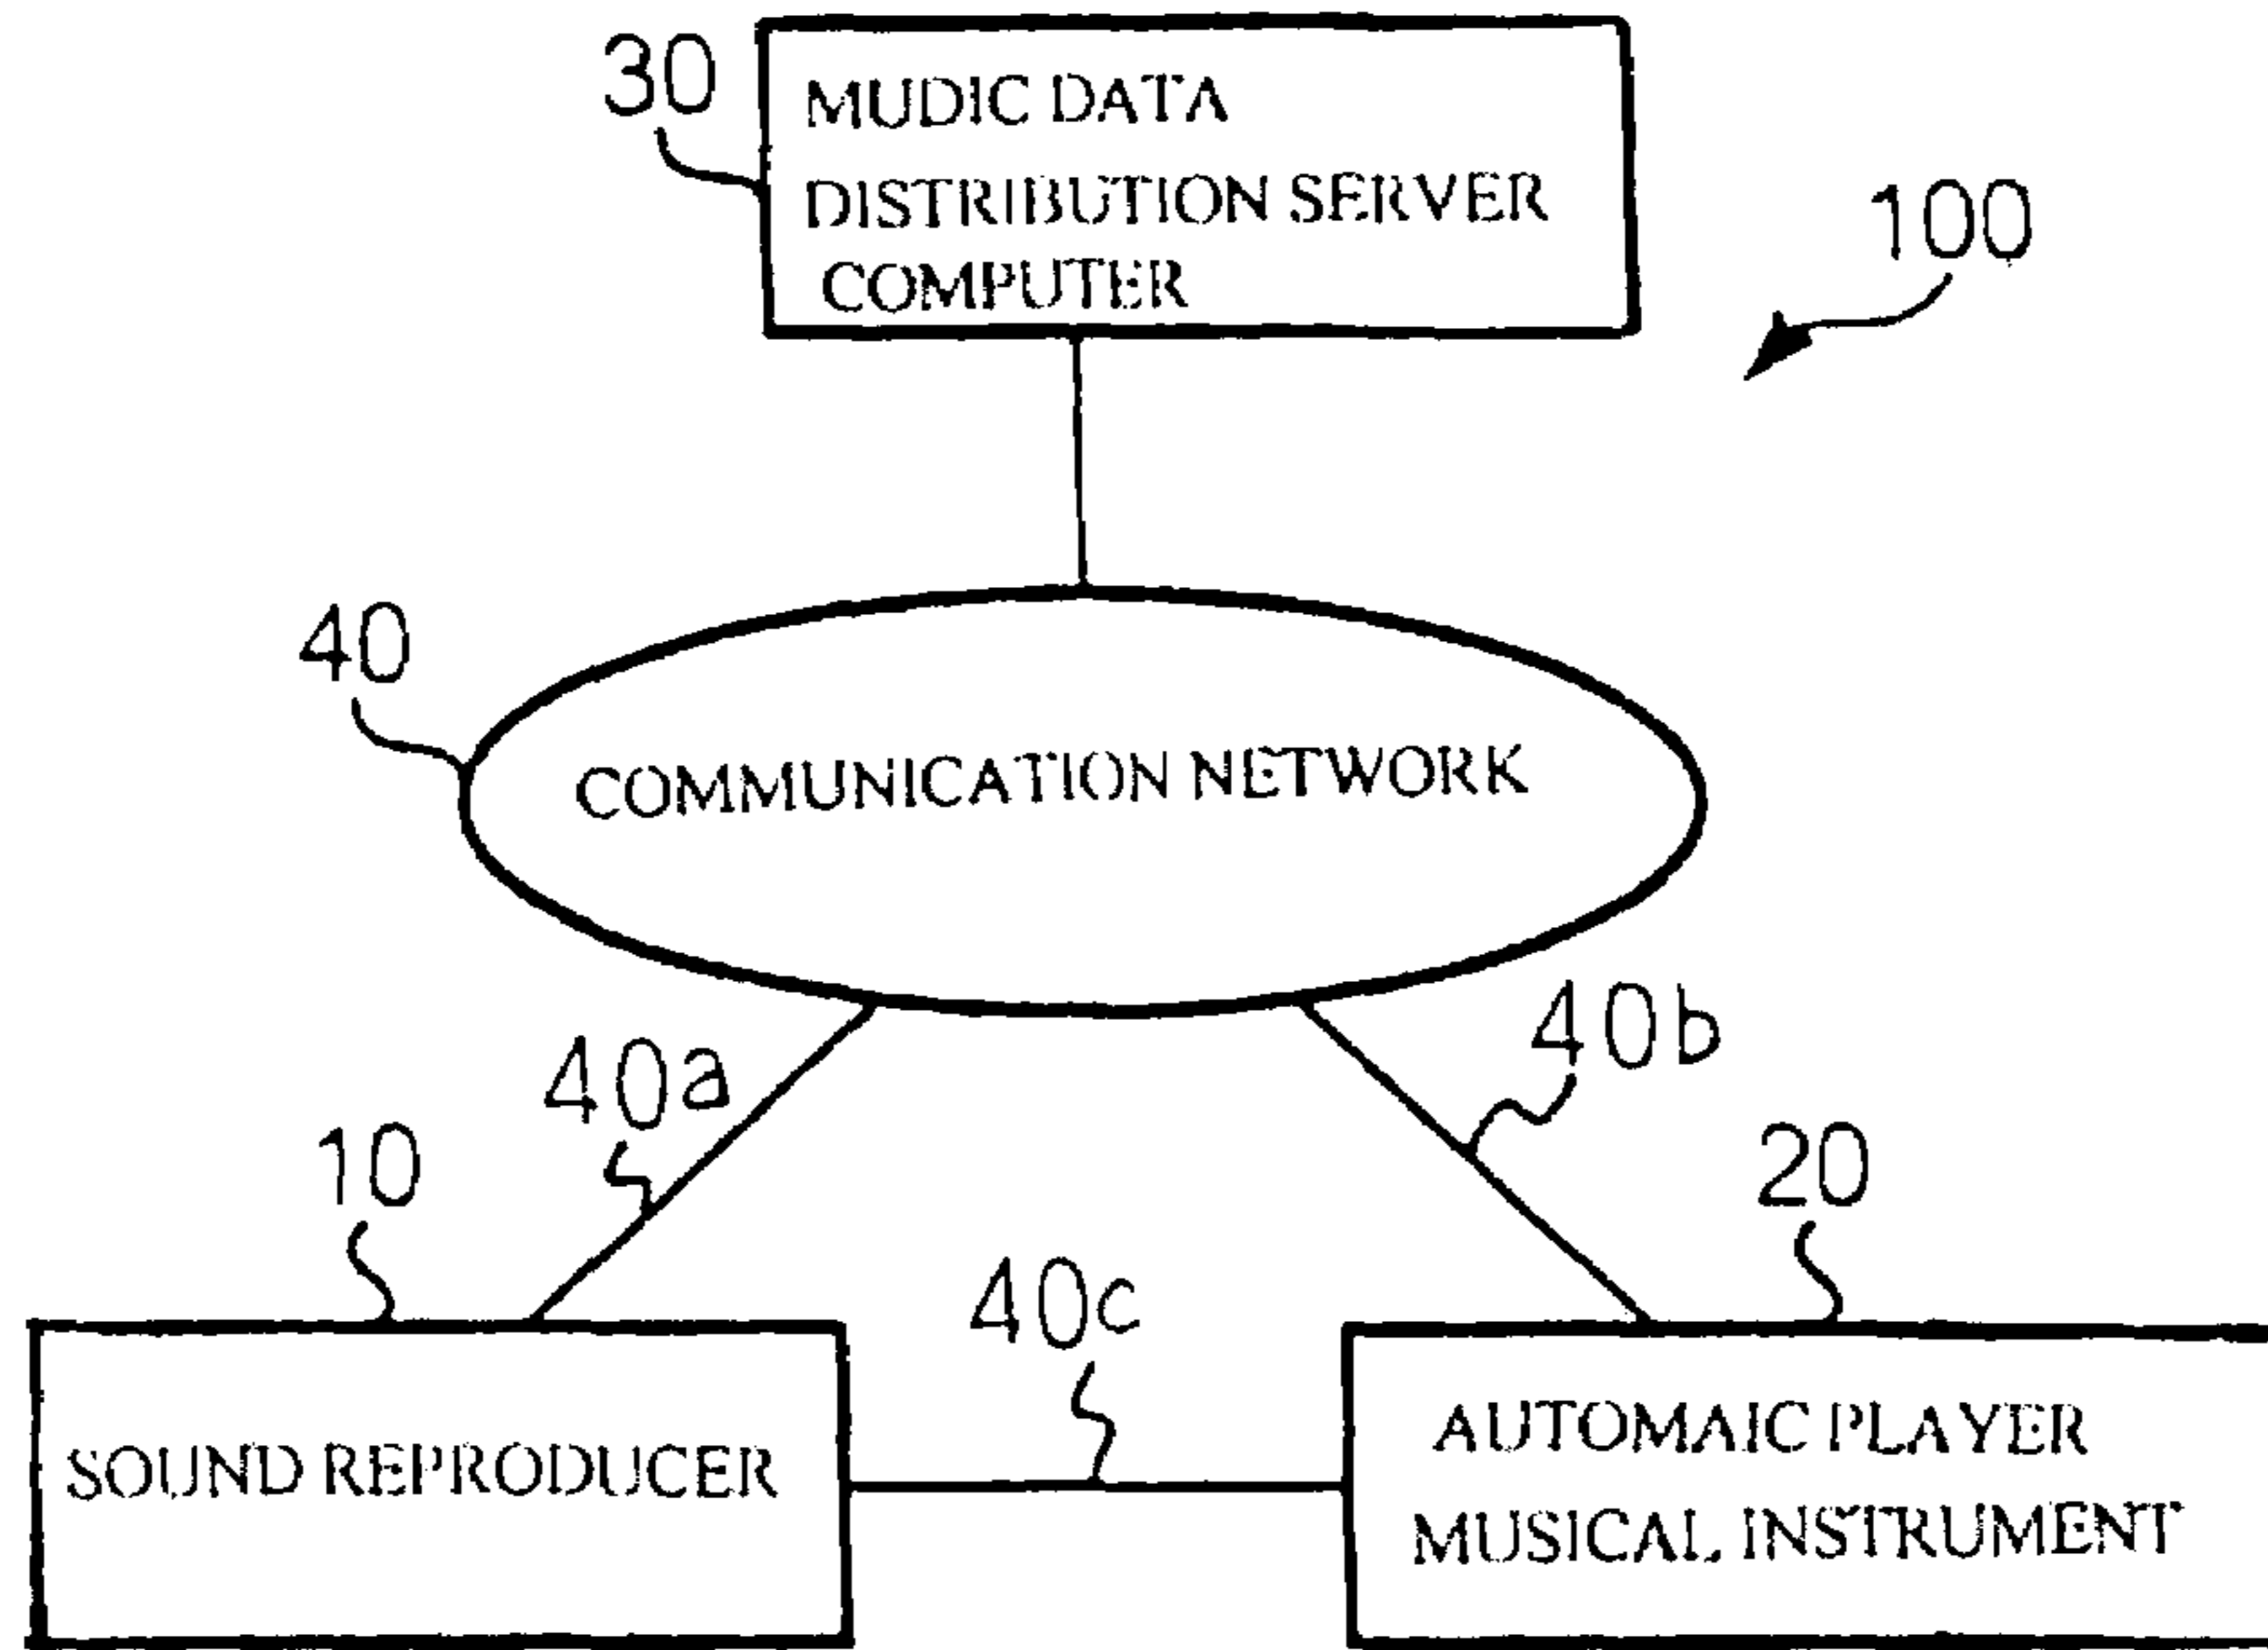 30
MUDIC DATA
DISTRIBUTION SERVER
COMPUTER
100
40
COMMUNICATION NETWORK
40a
40b
10
20
40c
SOUND REPRODUCER
AUTOMAIC PLAYER
MUSICAL INSTRUMENT